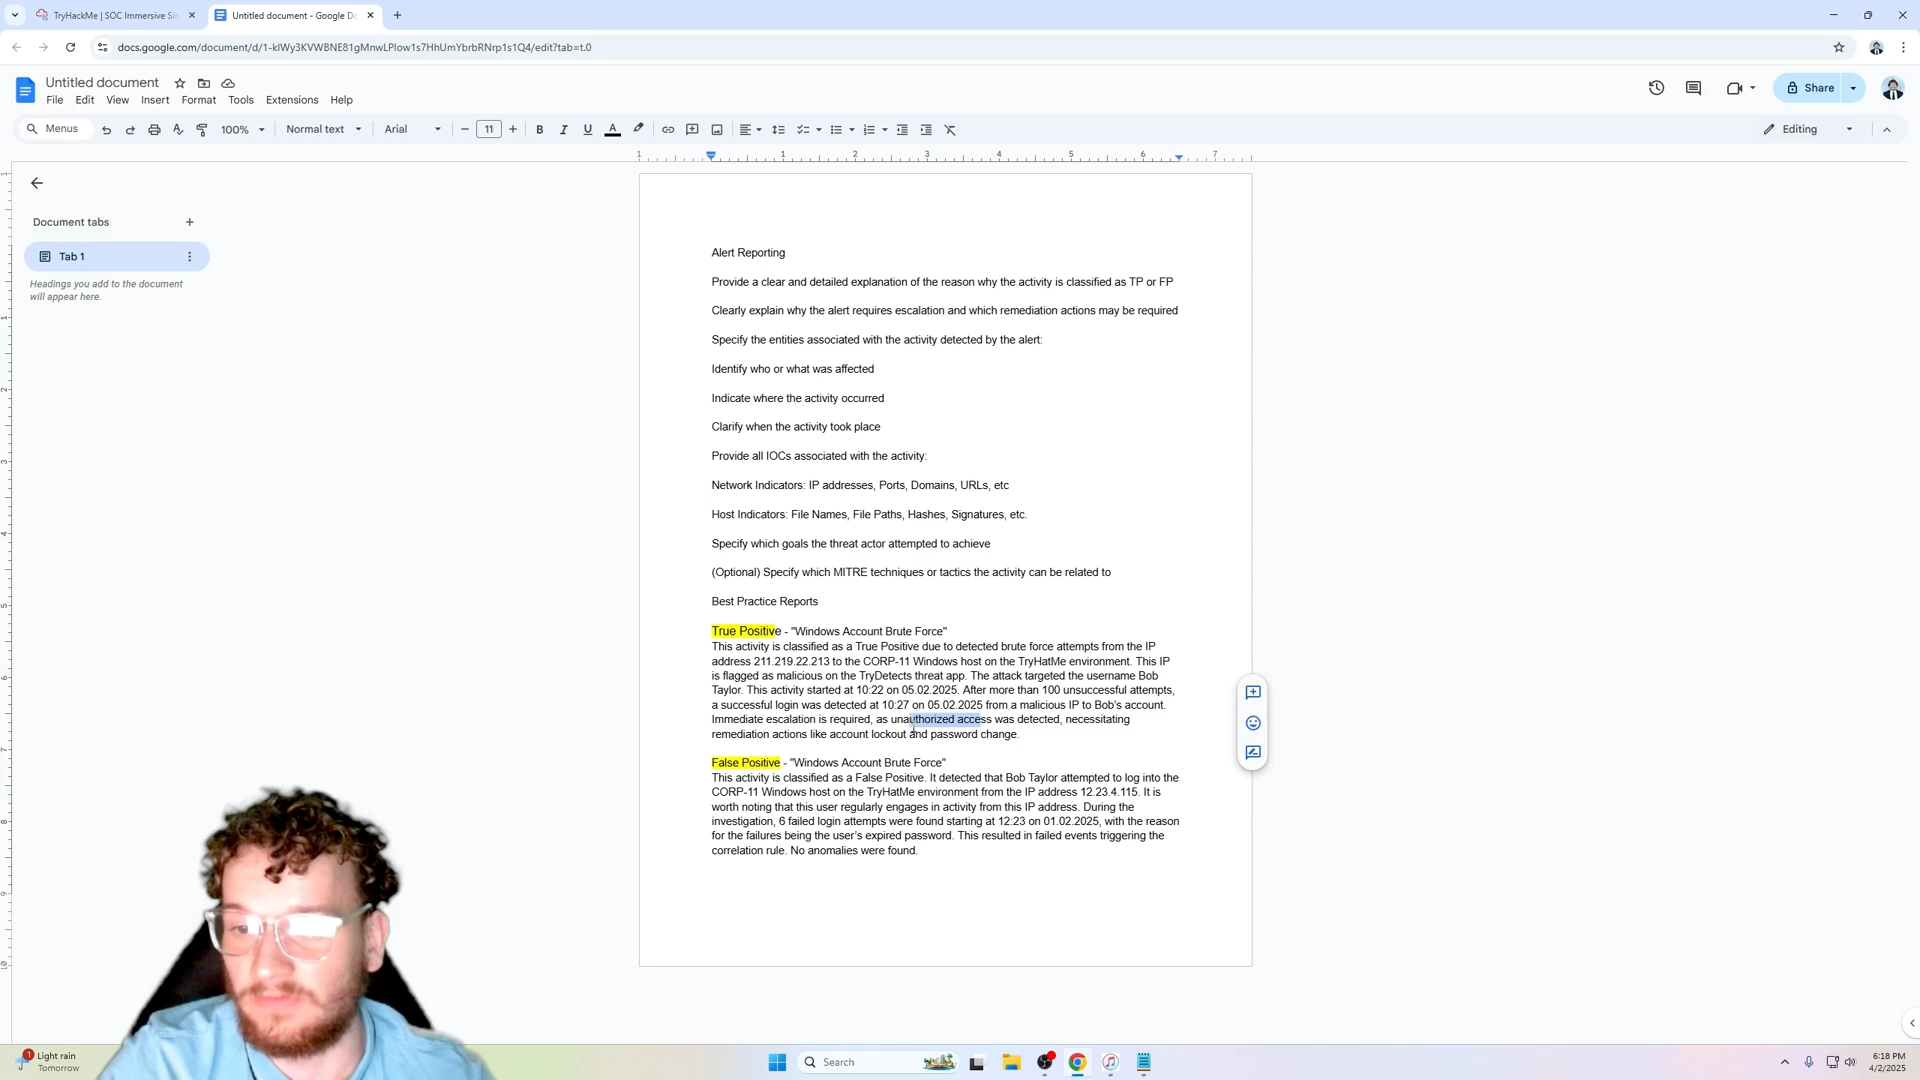 TryHackMe | SOC Immersive Si
Untitled document - Google Do
docs.google.com/document/d/1-kIWy3KVWBNE81gMnwLPIow1s7HhUmYbrbRNrp1s1Q4/edit?tab=t.0
Untitled document
File Edit View Insert Format Tools Extensions Help
Share
Menus 100% Normal text Arial 11 Editing
1 1 2 3 4 5 6 7
Document tabs
Tab 1
Headings you add to the document
will appear here.
Alert Reporting
Provide a clear and detailed explanation of the reason why the activity is classified as TP or FP
Clearly explain why the alert requires escalation and which remediation actions may be required
Specify the entities associated with the activity detected by the alert:
Identify who or what was affected
Indicate where the activity occurred
Clarify when the activity took place
Provide all IOCs associated with the activity:
Network Indicators: IP addresses, Ports, Domains, URLs, etc
Host Indicators: File Names, File Paths, Hashes, Signatures, etc.
Specify which goals the threat actor attempted to achieve
(Optional) Specify which MITRE techniques or tactics the activity can be related to
Best Practice Reports
True Positive - "Windows Account Brute Force"
This activity is classified as a True Positive due to detected brute force attempts from the IP
address 211.219.22.213 to the CORP-11 Windows host on the TryHatMe environment. This IP
is flagged as malicious on the TryDetects threat app. The attack targeted the username Bob
Taylor. This activity started at 10:22 on 05.02.2025. After more than 100 unsuccessful attempts,
a successful login was detected at 10:27 on 05.02.2025 from a malicious IP to Bob's account.
Immediate escalation is required, as unauthorized access was detected, necessitating
remediation actions like account lockout and password change.
False Positive - "Windows Account Brute Force"
This activity is classified as a False Positive. It detected that Bob Taylor attempted to log into the
CORP-11 Windows host on the TryHatMe environment from the IP address 12.23.4.115. It is
worth noting that this user regularly engages in activity from this IP address. During the
investigation, 6 failed login attempts were found starting at 12:23 on 01.02.2025, with the reason
for the failures being the user's expired password. This resulted in failed events triggering the
correlation rule. No anomalies were found.
1
Light rain
Tomorrow
Search
6:18 PM
4/2/2025